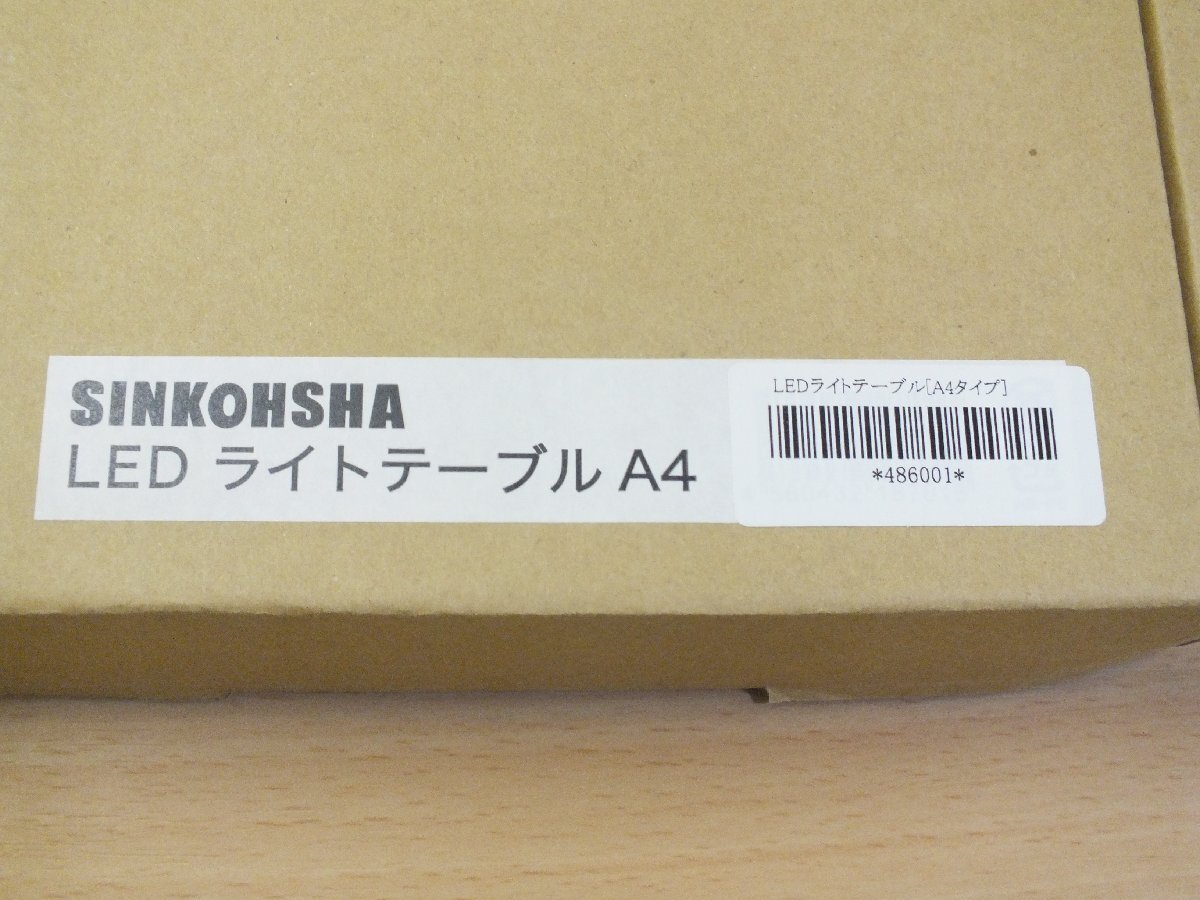 SINKOHSHA
LED ライトテーブル A4
LEDライトテーブル[A4タイプ]
*486001*